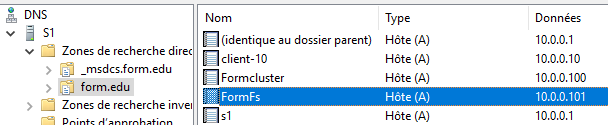 DNS
S1
Zones de recherche direc
_msdcs.form.edu
form.edu
Zones de recherche inver
Points d'approbation
Nom Type Données
(identique au dossier parent) Hôte (A) 10.0.0.1
client-10 Hôte (A) 10.0.0.10
Formcluster Hôte (A) 10.0.0.100
FormFs Hôte (A) 10.0.0.101
s1 Hôte (A) 10.0.0.1